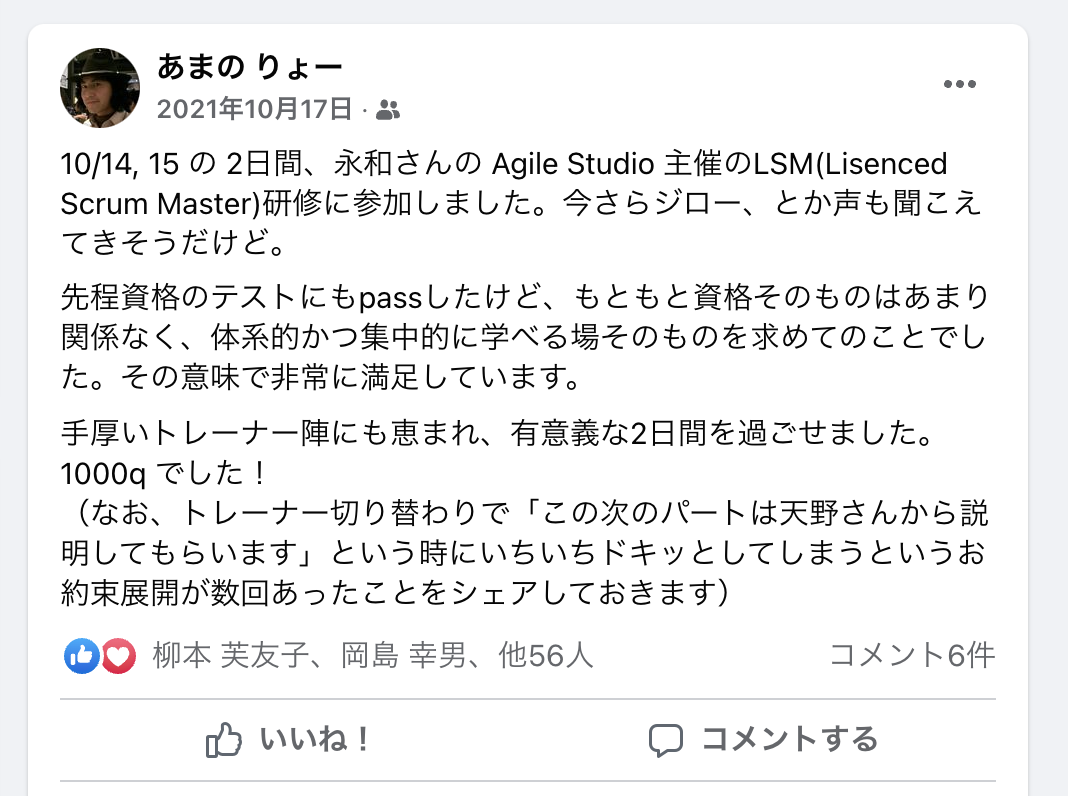 あまの りょー
2021年10月17日 ·
10/14, 15 の 2日間、永和さんの Agile Studio 主催のLSM(Lisenced
Scrum Master)研修に参加しました。今さらジロー、とか声も聞こえ
てきそうだけど。
先程資格のテストにもpassしたけど、もともと資格そのものはあまり
関係なく、体系的かつ集中的に学べる場そのものを求めてのことでし
た。その意味で非常に満足しています。
手厚いトレーナー陣にも恵まれ、有意義な2日間を過ごせました。
1000q でした！
（なお、トレーナー切り替わりで「この次のパートは天野さんから説
明してもらいます」という時にいちいちドキッとしてしまうというお
約束展開が数回あったことをシェアしておきます）
柳本 芙友子、岡島 幸男、他56人
コメント6件
いいね！
コメントする